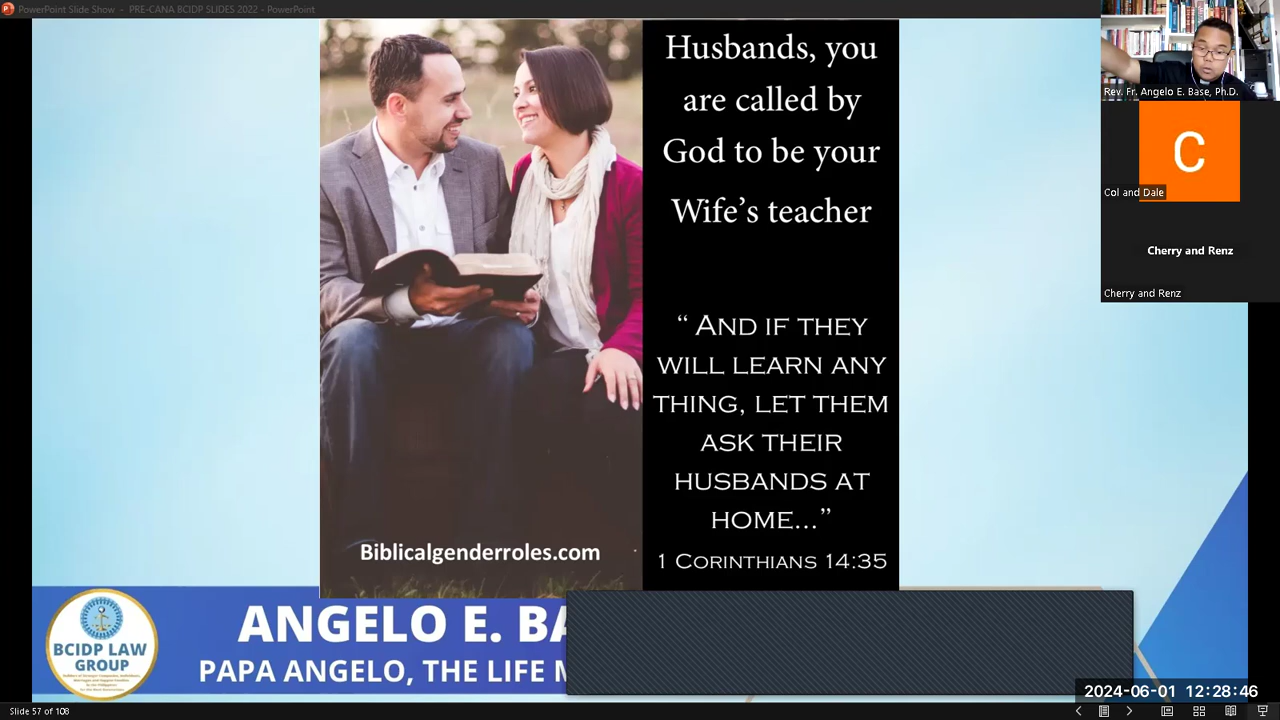 PowerPoint Slide Show - PRE-CANA BCIDP SLIDES 2022 - PowerPoint
Husbands, you
are called by
God to be your
Wife's teacher
“ AND IF THEY
WILL LEARN ANY
THING, LET THEM
ASK THEIR
HUSBANDS AT
HOME...”
1 CORINTHIANS 14:35
Biblicalgenderroles.com
Rev. Fr. Angelo E. Base, Ph.D.
C
Col and Dale
Cherry and Renz
Cherry and Renz
ANGELO E. BA
PAPA ANGELO, THE LIFE M
BCIDP LAW
GROUP
2024-06-01 12:28:46
Slide 57 of 108